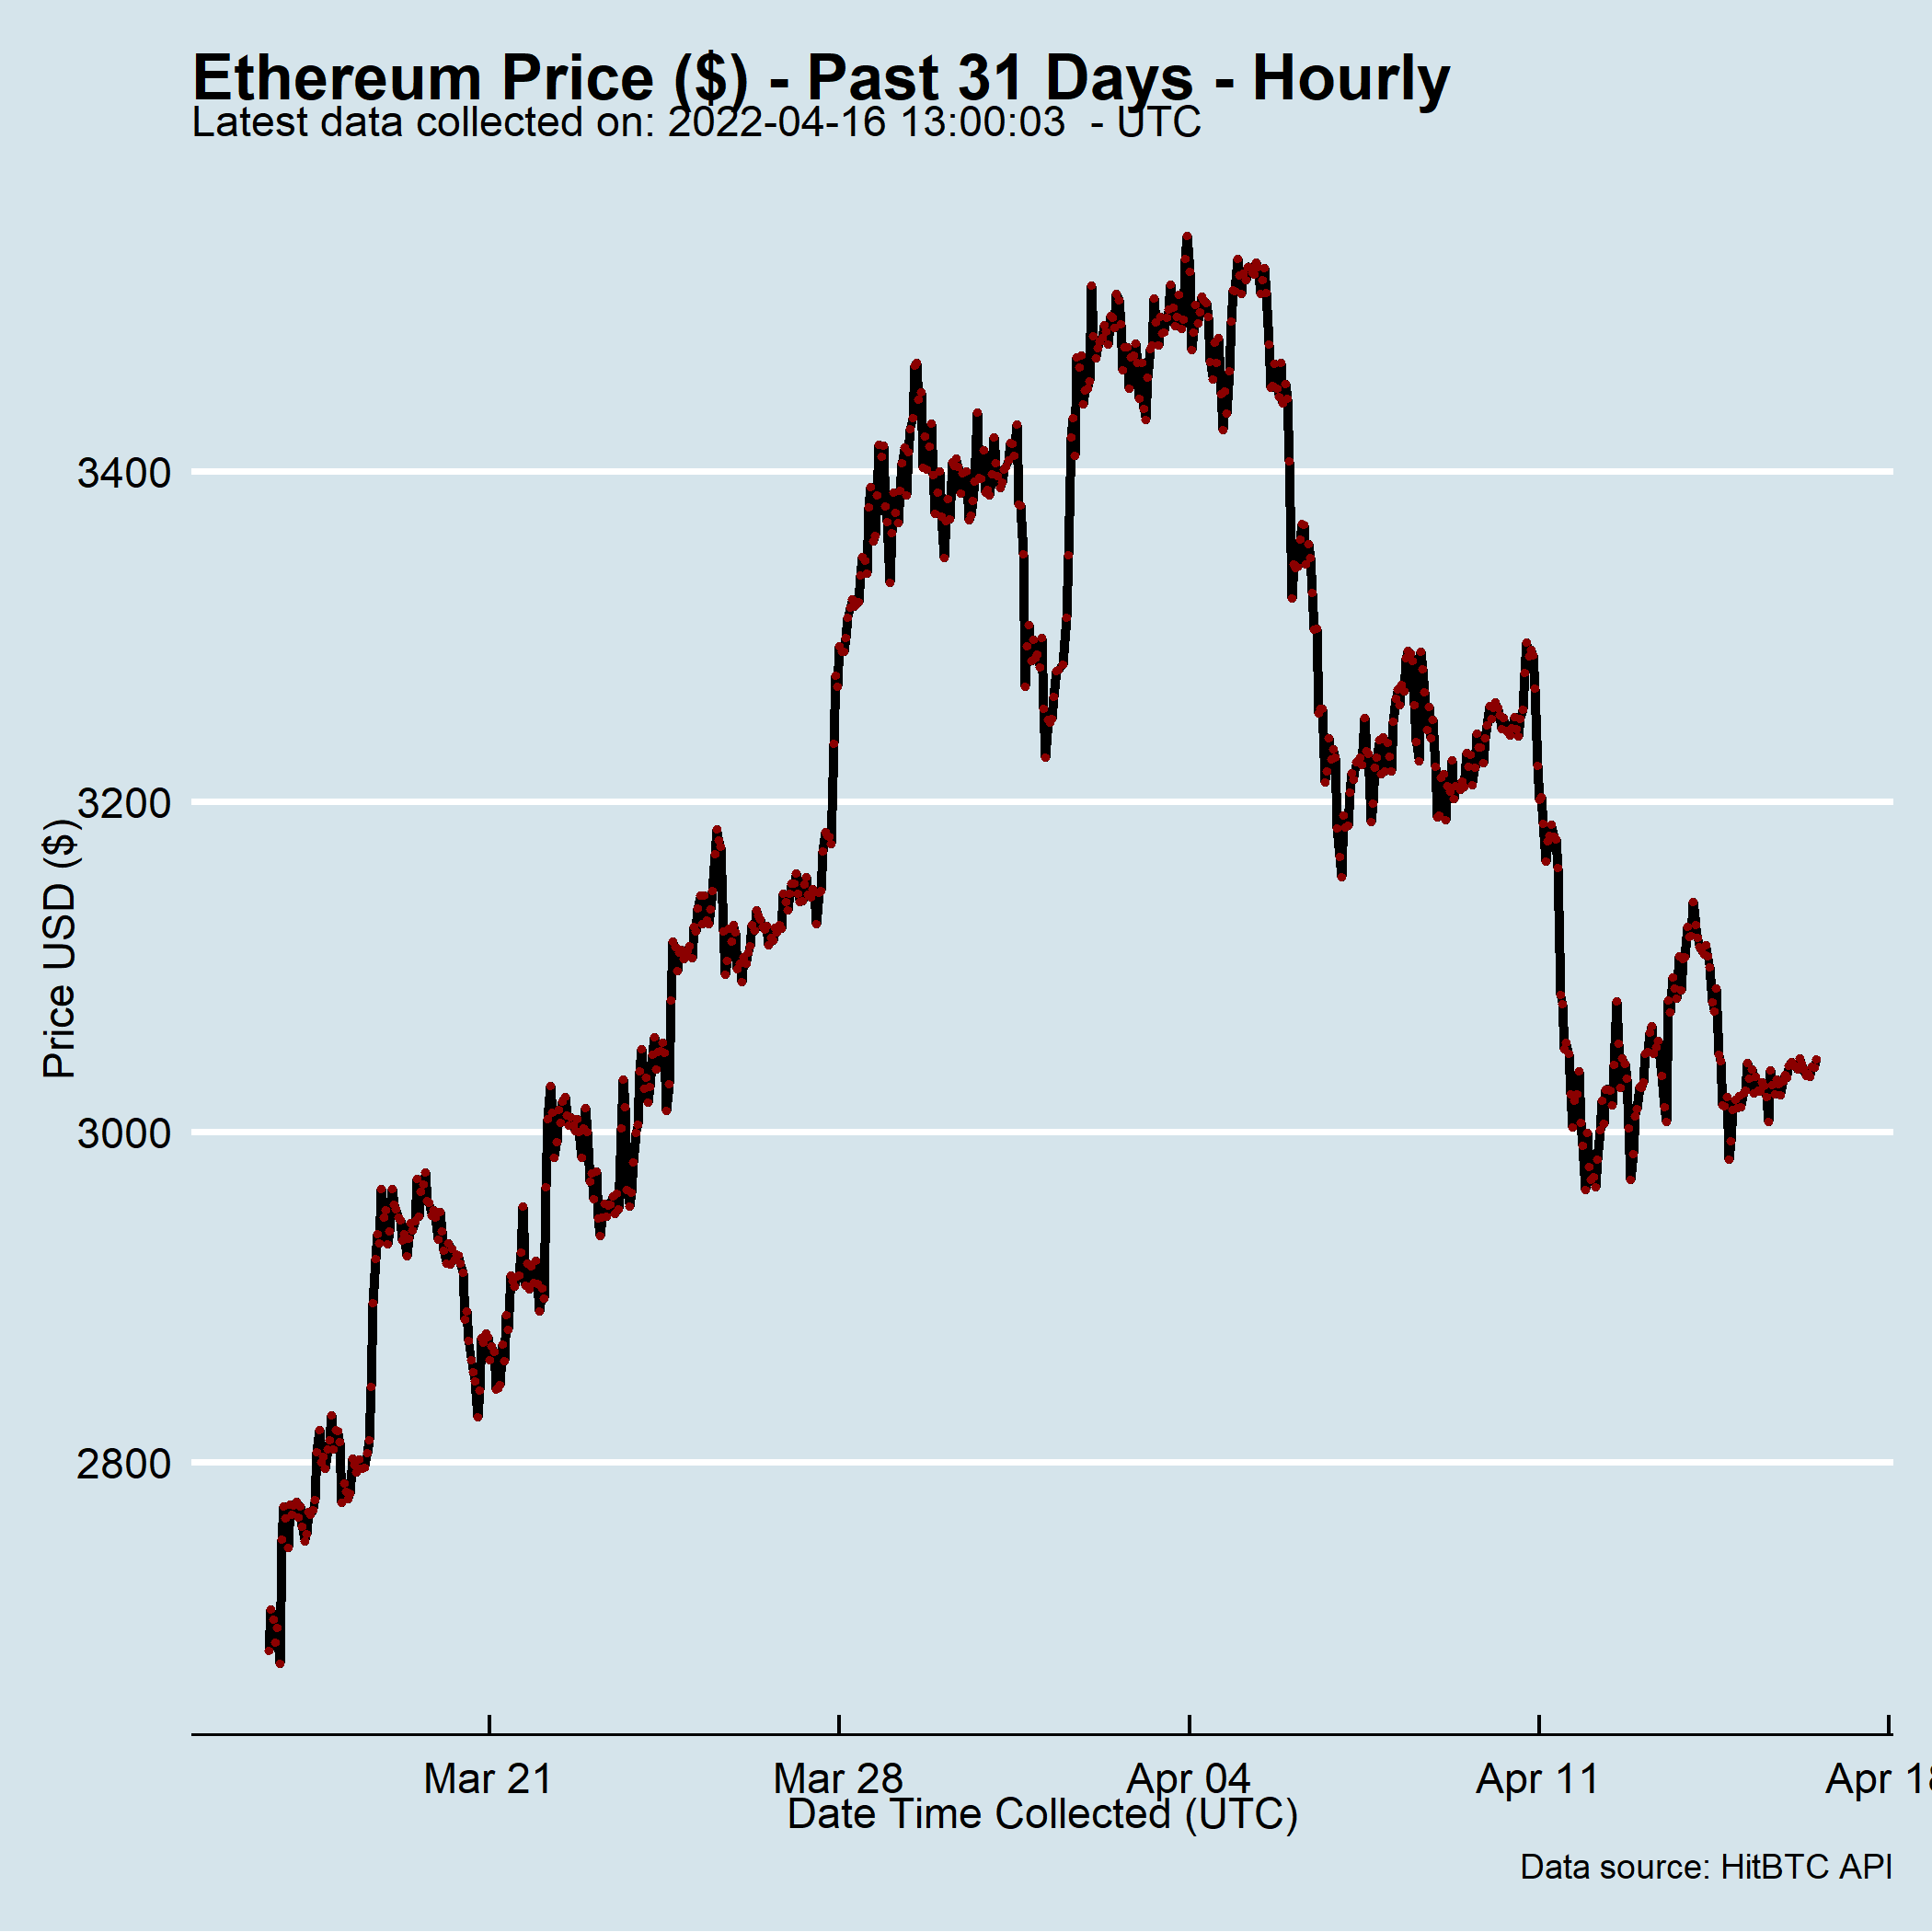 Ethereum Price ($) - Past 31 Days - Hourly
Latest data collected on: 2022-04-16 13:00:03  - UTC
3400
3200
3000
2800
Price USD ($)
Mar 21
Mar 28
Apr 04
Apr 11
Apr 18
Date Time Collected (UTC)
Data source: HitBTC API